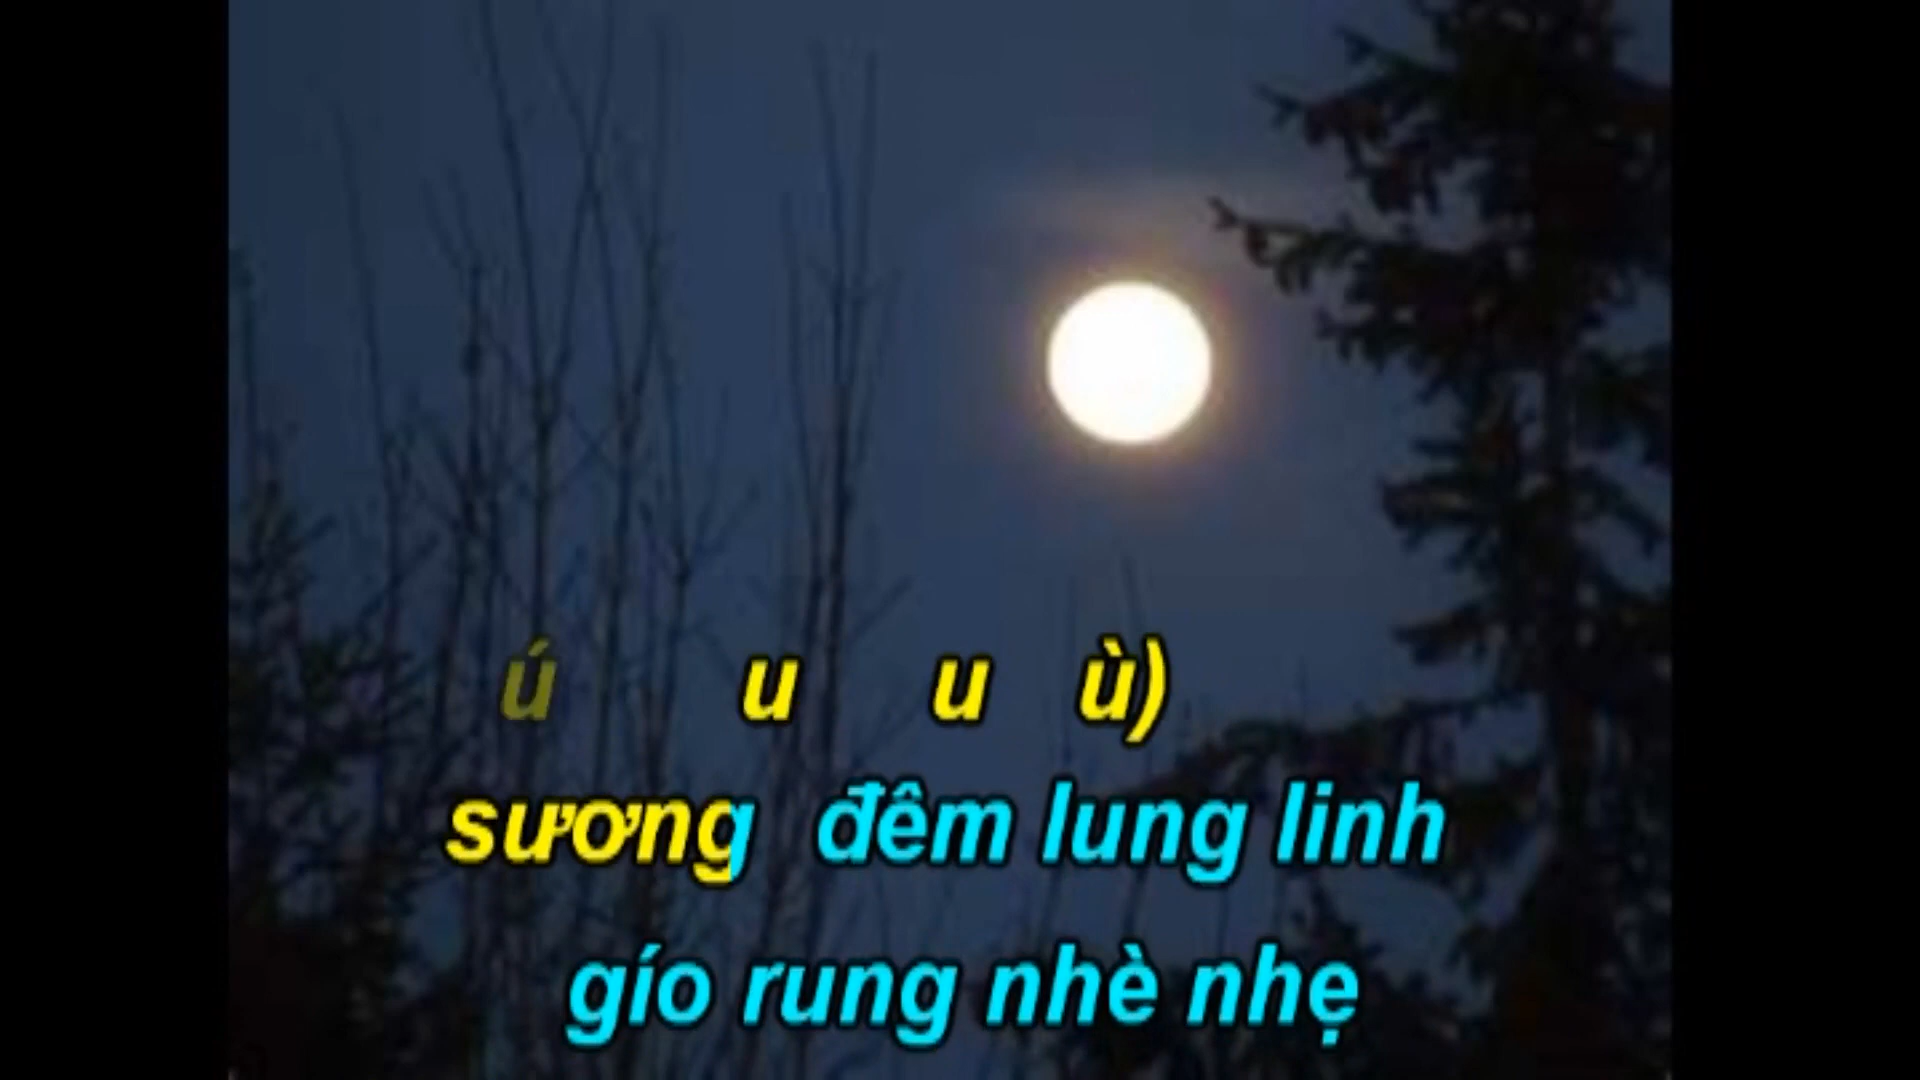 ú u u ù)
sương đêm lung linh
gío rung nhè nhẹ